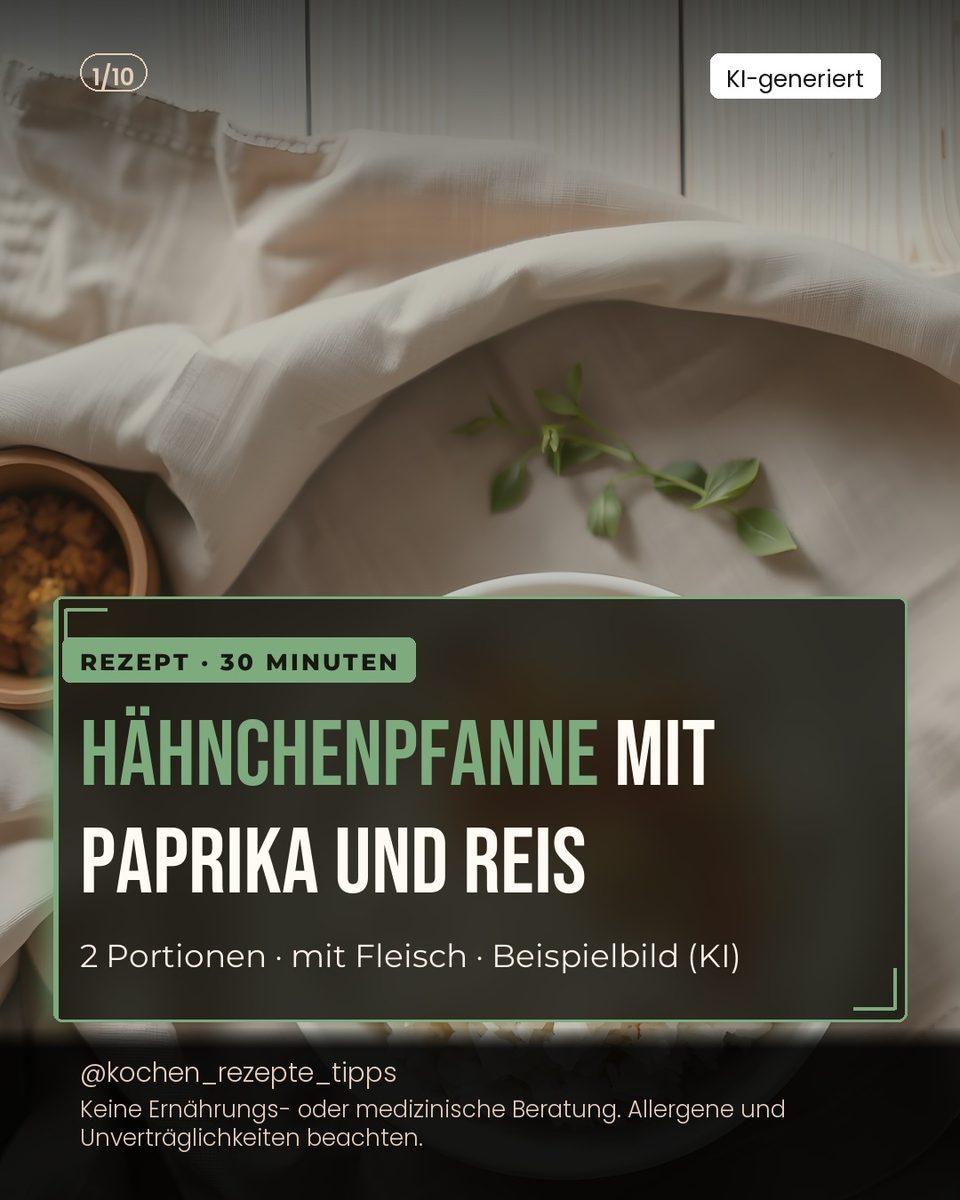 1/10
KI-generiert
REZEPT · 30 MINUTEN
HÄHNCHENPFANNE MIT
PAPRIKA UND REIS
2 Portionen · mit Fleisch · Beispielbild (KI)
@kochen_rezepte_tipps
Keine Ernährungs- oder medizinische Beratung. Allergene und
Unverträglichkeiten beachten.